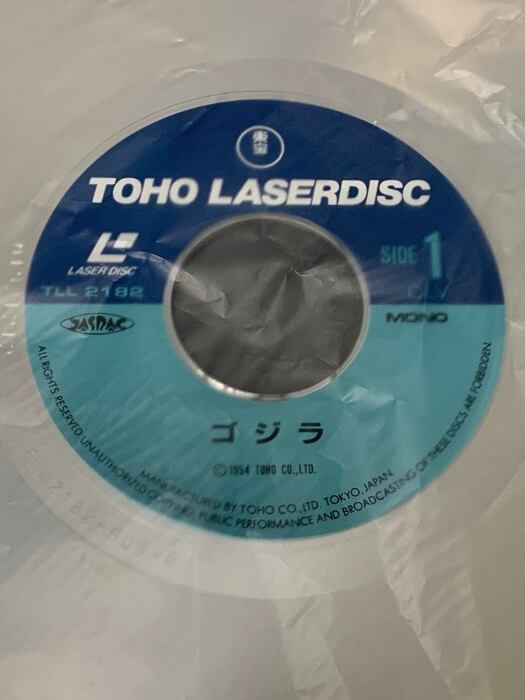 東宝
TOHO LASERDISC
LASER DISC
SIDE 1
TLL 2182
CLV
JASRAC
MONO
ゴジラ
©1954 TOHO CO.,LTD.
MANUFACTURED BY TOHO CO.,LTD. TOKYO, JAPAN.
ALL RIGHTS RESERVED UNAUTHORIZED COPYING, PUBLIC PERFORMANCE AND BROADCASTING OF THESE DISCS ARE FORBIDDEN.